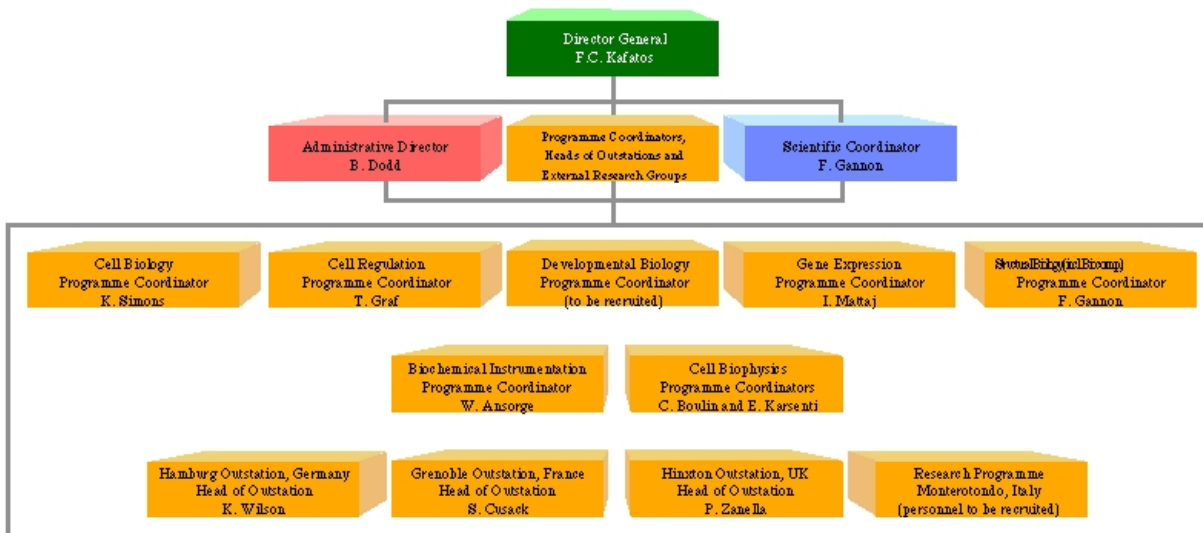 Director General
F.C. Kafatos
Administrative Director
B. Dodd
Programme Coordinators,
Heads of Outstations and
External Research Groups
Scientific Coordinator
F. Gannon
Cell Biology
Programme Coordinator
K. Simons
Cell Regulation
Programme Coordinator
T. Graf
Developmental Biology
Programme Coordinator
(to be recruited)
Gene Expression
Programme Coordinator
I. Mattaj
Structural Biology (incl Biocomp)
Programme Coordinator
F. Gannon
Biochemical Instrumentation
Programme Coordinator
W. Ansorge
Cell Biophysics
Programme Coordinators
C. Boulin and E. Karsenti
Hamburg Outstation, Germany
Head of Outstation
K. Wilson
Grenoble Outstation, France
Head of Outstation
S. Cusack
Hinxton Outstation, UK
Head of Outstation
P. Zanella
Research Programme
Monterotondo, Italy
(personnel to be recruited)